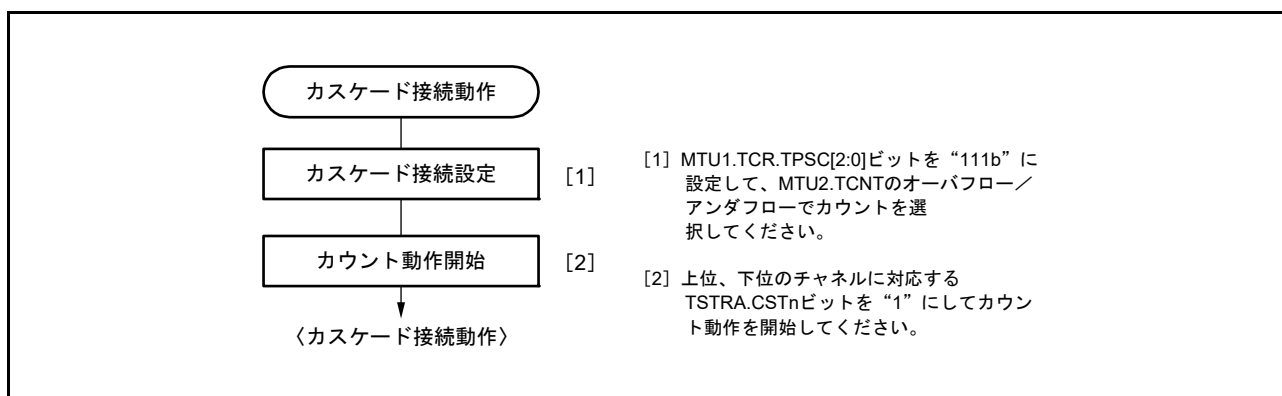 カスケード接続動作
カスケード接続設定
[1]
カウント動作開始
[2]
〈カスケード接続動作〉
[1] MTU1.TCR.TPSC[2:0]ビットを“111b”に
設定して、MTU2.TCNTのオーバフロー／
アンダフローでカウントを選
択してください。
[2] 上位、下位のチャネルに対応する
TSTRA.CSTnビットを“1”にしてカウン
ト動作を開始してください。